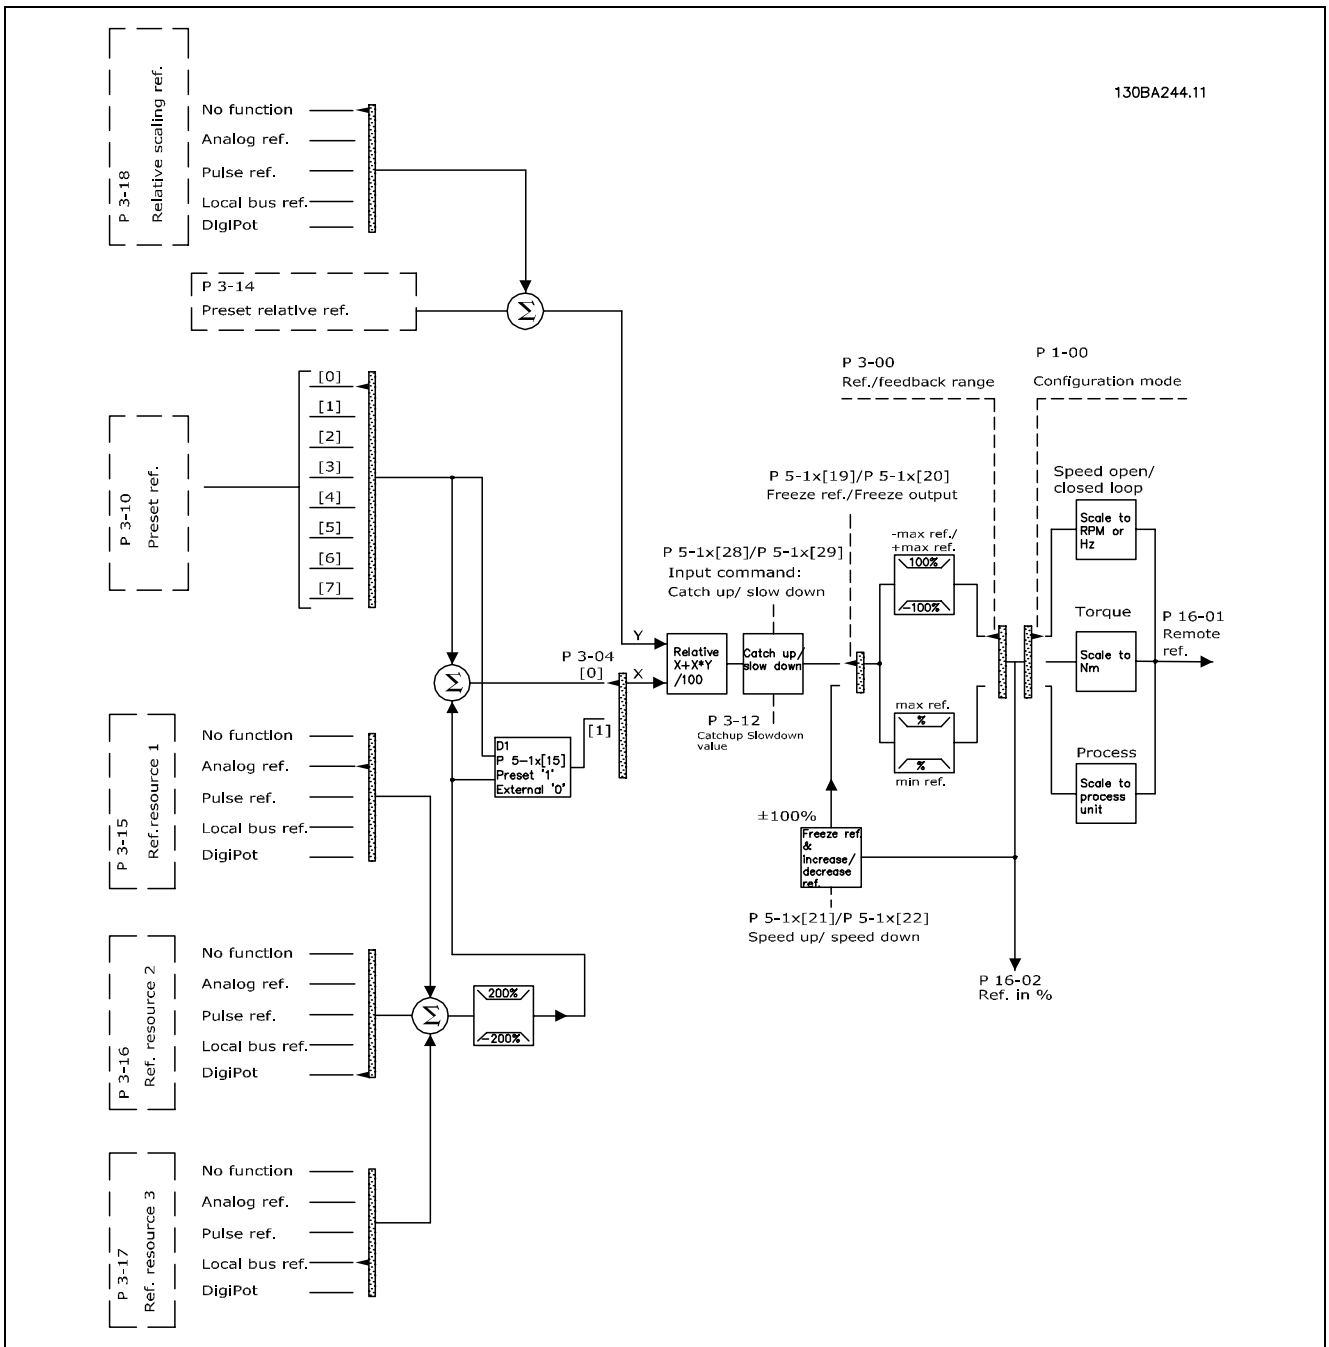 130BA244.11
P 3-18
Relative scaling ref.
No function
Analog ref.
Pulse ref.
Local bus ref.
DigiPot
P 3-14
Preset relative ref.
Σ
P 3-10
Preset ref.
[0]
[1]
[2]
[3]
[4]
[5]
[6]
[7]
Y
X
P 3-04
[0]
[1]
Σ
D1
P 5-1x[15]
Preset '1'
External '0'
Relative
X+X*Y
/100
P 5-1x[28]/P 5-1x[29]
Input command:
Catch up/ slow down
Catch up/
slow down
P 3-12
Catchup Slowdown
value
P 5-1x[19]/P 5-1x[20]
Freeze ref./Freeze output
-max ref./
+max ref.
100%
-100%
max ref.
%
%
min ref.
P 3-00
Ref./feedback range
P 1-00
Configuration mode
Speed open/
closed loop
Scale to
RPM or
Hz
Torque
Scale to
Nm
Process
Scale to
process
unit
P 16-01
Remote
ref.
±100%
Freeze ref.
&
increase/
decrease
ref.
P 5-1x[21]/P 5-1x[22]
Speed up/ speed down
P 16-02
Ref. in %
P 3-15
Ref.resource 1
No function
Analog ref.
Pulse ref.
Local bus ref.
DigiPot
P 3-16
Ref. resource 2
No function
Analog ref.
Pulse ref.
Local bus ref.
DigiPot
Σ
200%
-200%
P 3-17
Ref. resource 3
No function
Analog ref.
Pulse ref.
Local bus ref.
DigiPot